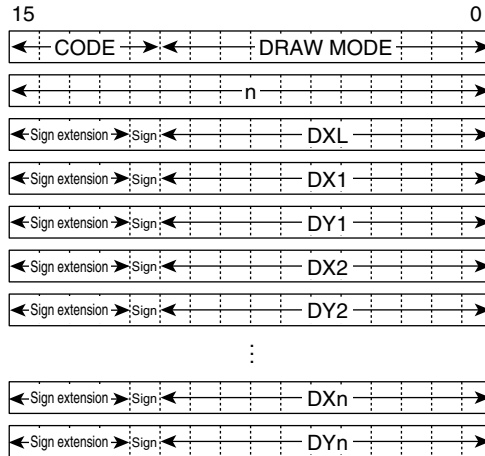 15 0
CODE DRAW MODE
n
Sign extension Sign DXL
Sign extension Sign DX1
Sign extension Sign DY1
Sign extension Sign DX2
Sign extension Sign DY2
⋮
Sign extension Sign DXn
Sign extension Sign DYn